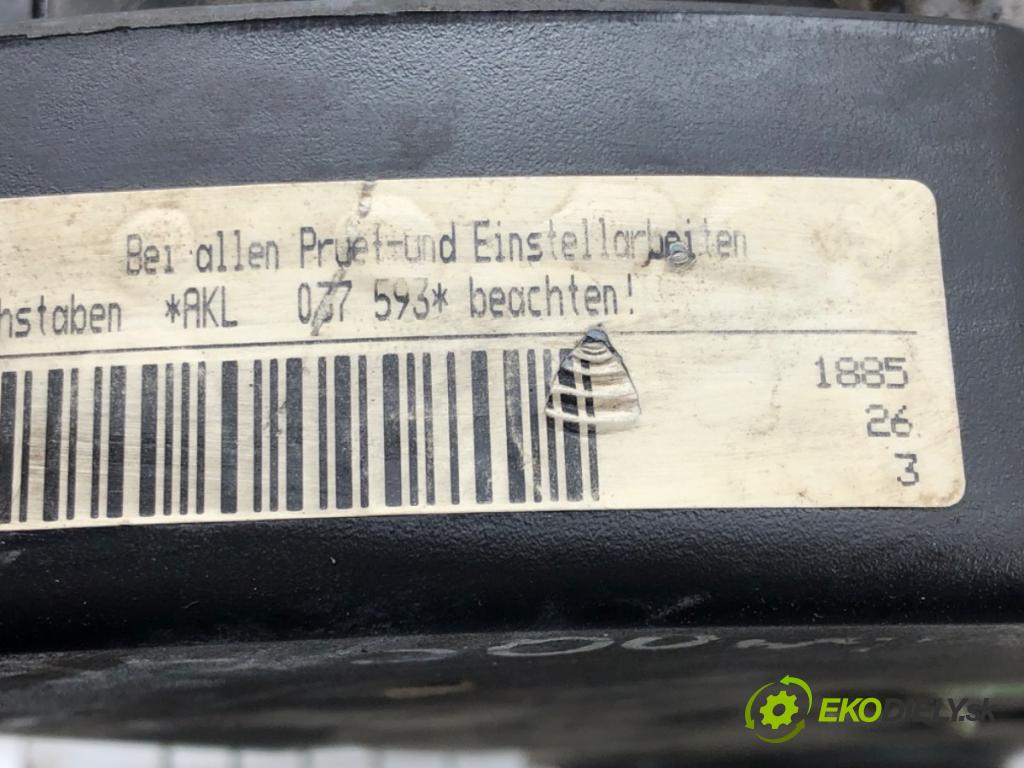 Bei allen Pruef-und Einstellarbeiten
hstaben *AKL 037 593* beachten!
1885
26
3
EKODIELY.sk